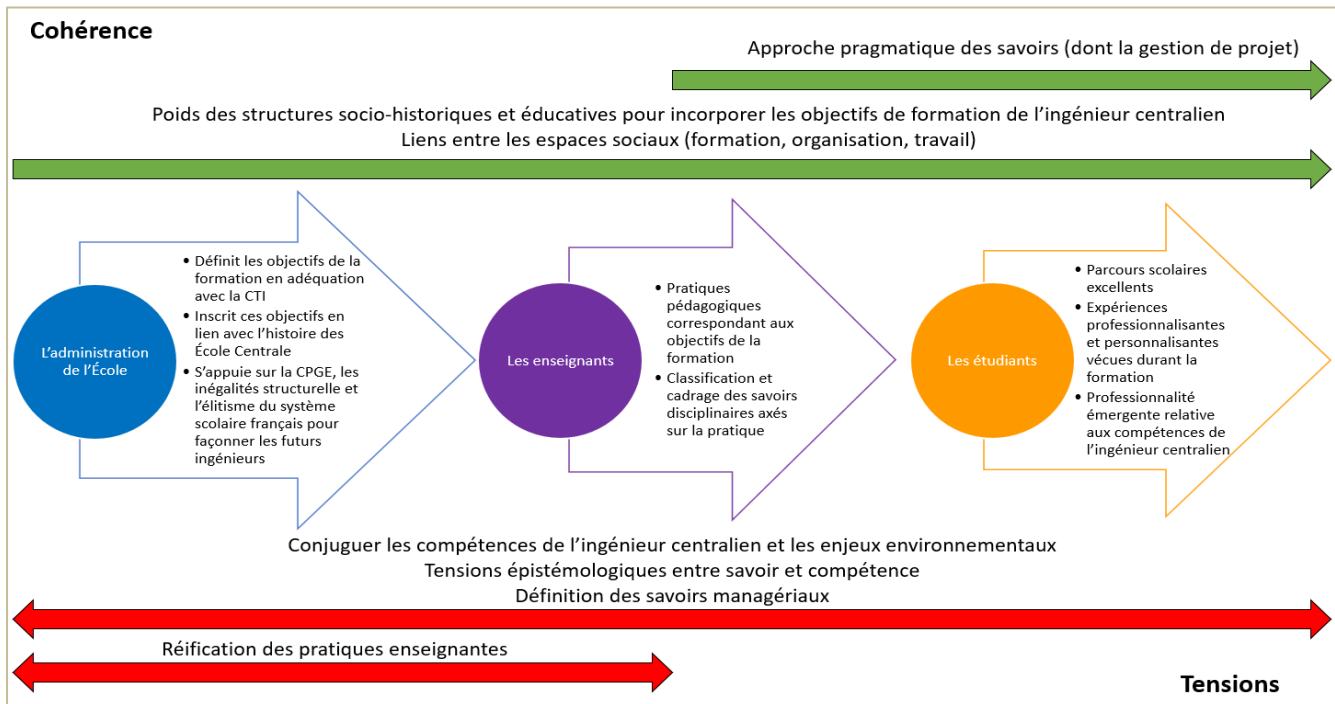 Cohérence
Approche pragmatique des savoirs (dont la gestion de projet)
Poids des structures socio-historiques et éducatives pour incorporer les objectifs de formation de l’ingénieur centralien
Liens entre les espaces sociaux (formation, organisation, travail)
L’administration
de l’École
• Définit les objectifs de la
formation en adéquation
avec la CTI
• Inscrit ces objectifs en
lien avec l’histoire des
École Centrale
• S’appuie sur la CPGE, les
inégalités structurelle et
l’élitisme du système
scolaire français pour
façonner les futurs
ingénieurs
Les enseignants
• Pratiques
pédagogiques
correspondant aux
objectifs de la
formation
• Classification et
cadrage des savoirs
disciplinaires axés
sur la pratique
Les étudiants
• Parcours scolaires
excellents
• Expériences
professionnalisantes
et personnalisantes
vécues durant la
formation
• Professionnalité
émergente relative
aux compétences de
l’ingénieur centralien
Conjuguer les compétences de l’ingénieur centralien et les enjeux environnementaux
Tensions épistémologiques entre savoir et compétence
Définition des savoirs managériaux
Réification des pratiques enseignantes
Tensions